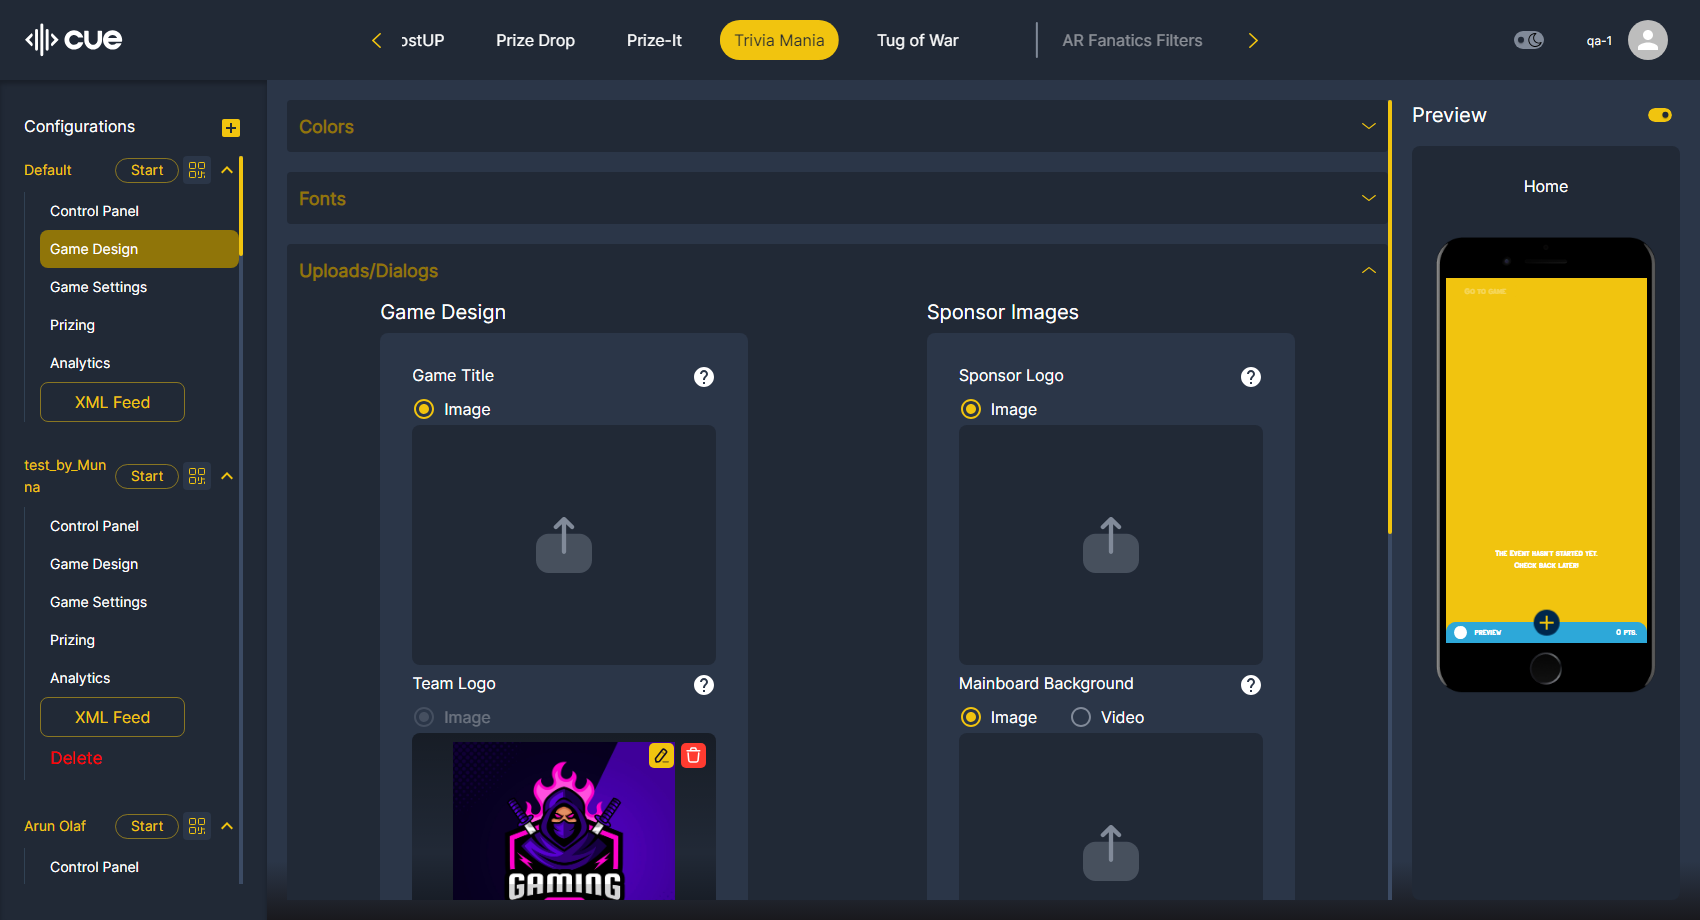 cue
ostUP
Prize Drop
Prize-It
Trivia Mania
Tug of War
AR Fanatics Filters
qa-1
Configurations
Default
Start
Control Panel
Game Design
Game Settings
Prizing
Analytics
XML Feed
test_by_Mun
na
Start
Control Panel
Game Design
Game Settings
Prizing
Analytics
XML Feed
Delete
Arun Olaf
Start
Control Panel
Colors
Fonts
Uploads/Dialogs
Game Design
Game Title
Image
Team Logo
Image
GAMING
Sponsor Images
Sponsor Logo
Image
Mainboard Background
Image
Video
Preview
Home
Go to game
The Event hasn't started yet.
Check back later!
PREVIEW
0 PTS.